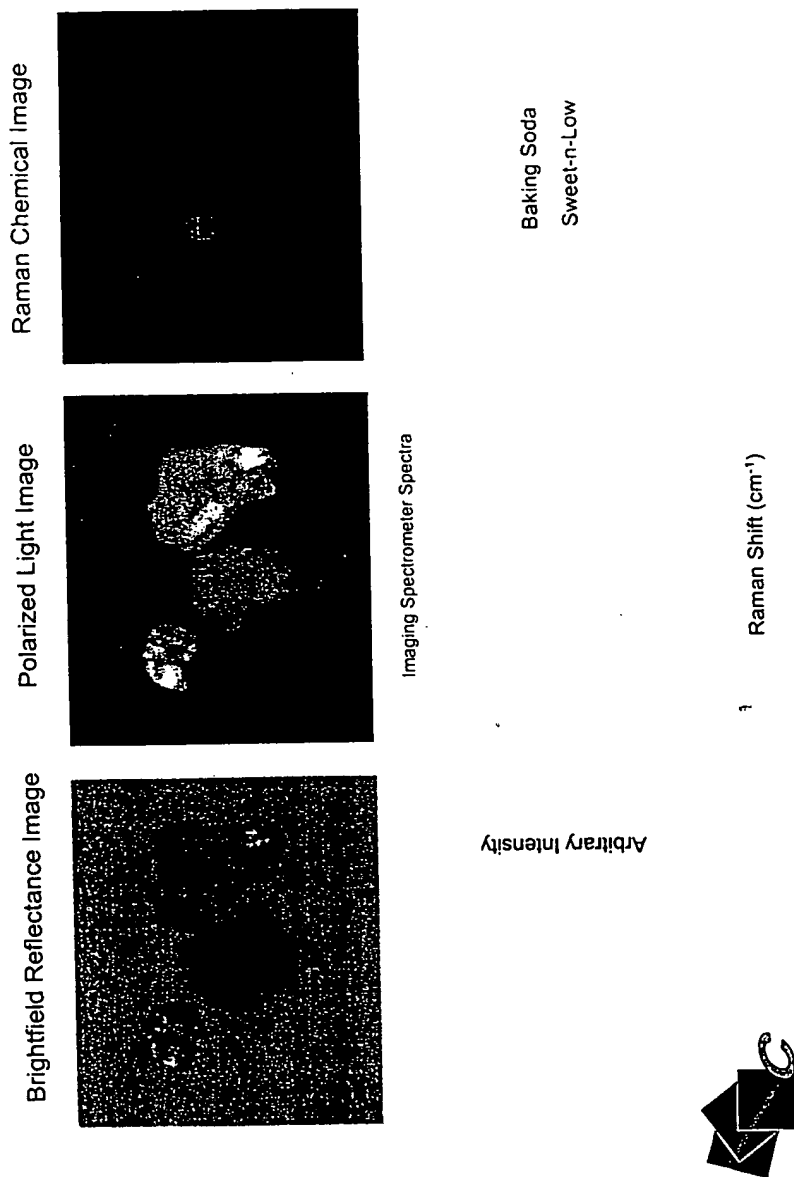 Brightfield Reflectance Image
Polarized Light Image
Raman Chemical Image
Imaging Spectrometer Spectra
Arbitrary Intensity
Baking Soda
Sweet-n-Low
Raman Shift (cm⁻¹)